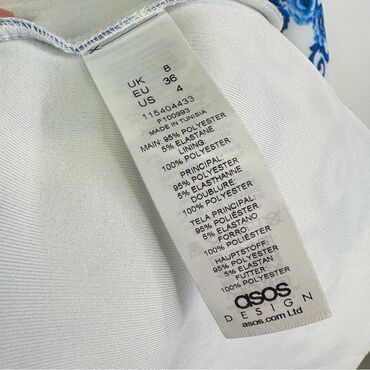 UK 8
EU 36
US 4
115404433
F100993
MADE IN TUNISIA
MAIN: 95% POLYESTER
5% ELASTANE
LINING:
100% POLYESTER
PRINCIPAL:
95% POLYESTER
5% ELASTHANNE
DOUBLURE:
100% POLYESTER
TELA PRINCIPAL:
95% POLIÉSTER
5% ELASTANO
FORRO:
100% POLIÉSTER
HAUPTSTOFF:
95% POLYESTER
5% ELASTAN
FUTTER:
100% POLYESTER
asos
DESIGN
asos.com Ltd